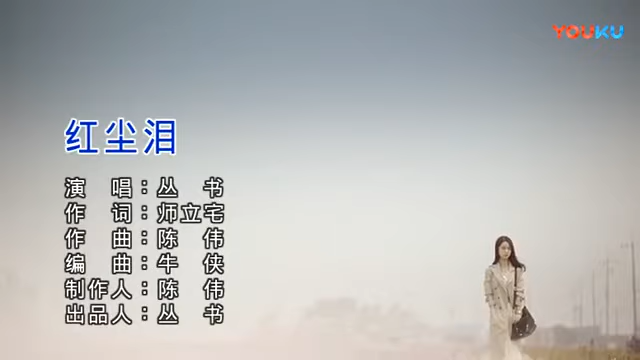 YOUKU
红尘泪
演 唱：丛 书
作 词：师立宅
作 曲：陈 伟
编 曲：牛 侠
制作人：陈 伟
出品人：丛 书